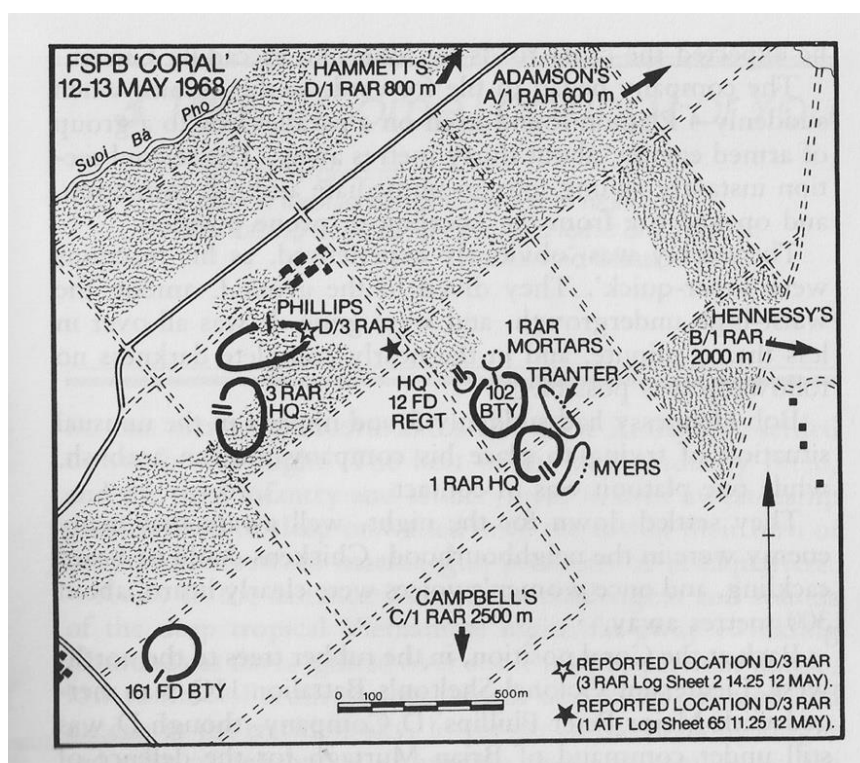 FSPB 'CORAL'
12-13 MAY 1968
HAMMETT'S
D/1 RAR 800 m
ADAMSON'S
A/1 RAR 600 m
Suoi Bà Pho
PHILLIPS
D/3 RAR
3 RAR
HQ
HQ
12 FD
REGT
1 RAR
MORTARS
TRANTER
102
BTY
1 RAR HQ
MYERS
HENNESSY'S
B/1 RAR
2000 m
CAMPBELL'S
C/1 RAR 2500 m
161 FD BTY
100 500m
REPORTED LOCATION D/3 RAR
(3 RAR Log Sheet 2 14.25 12 MAY).
REPORTED LOCATION D/3 RAR
(1 ATF Log Sheet 65 11.25 12 MAY).